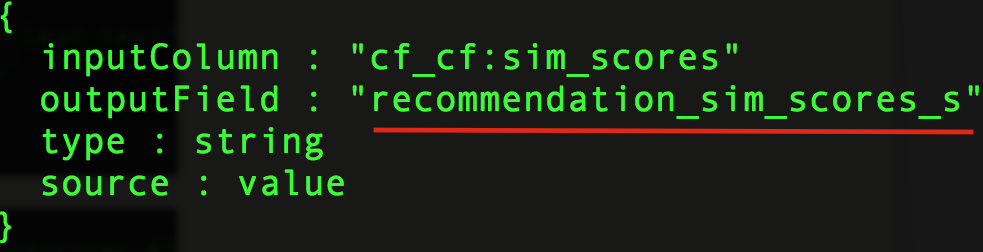 {
inputColumn : "cf_cf:sim_scores"
outputField : "recommendation_sim_scores_s"
type : string
source : value
}